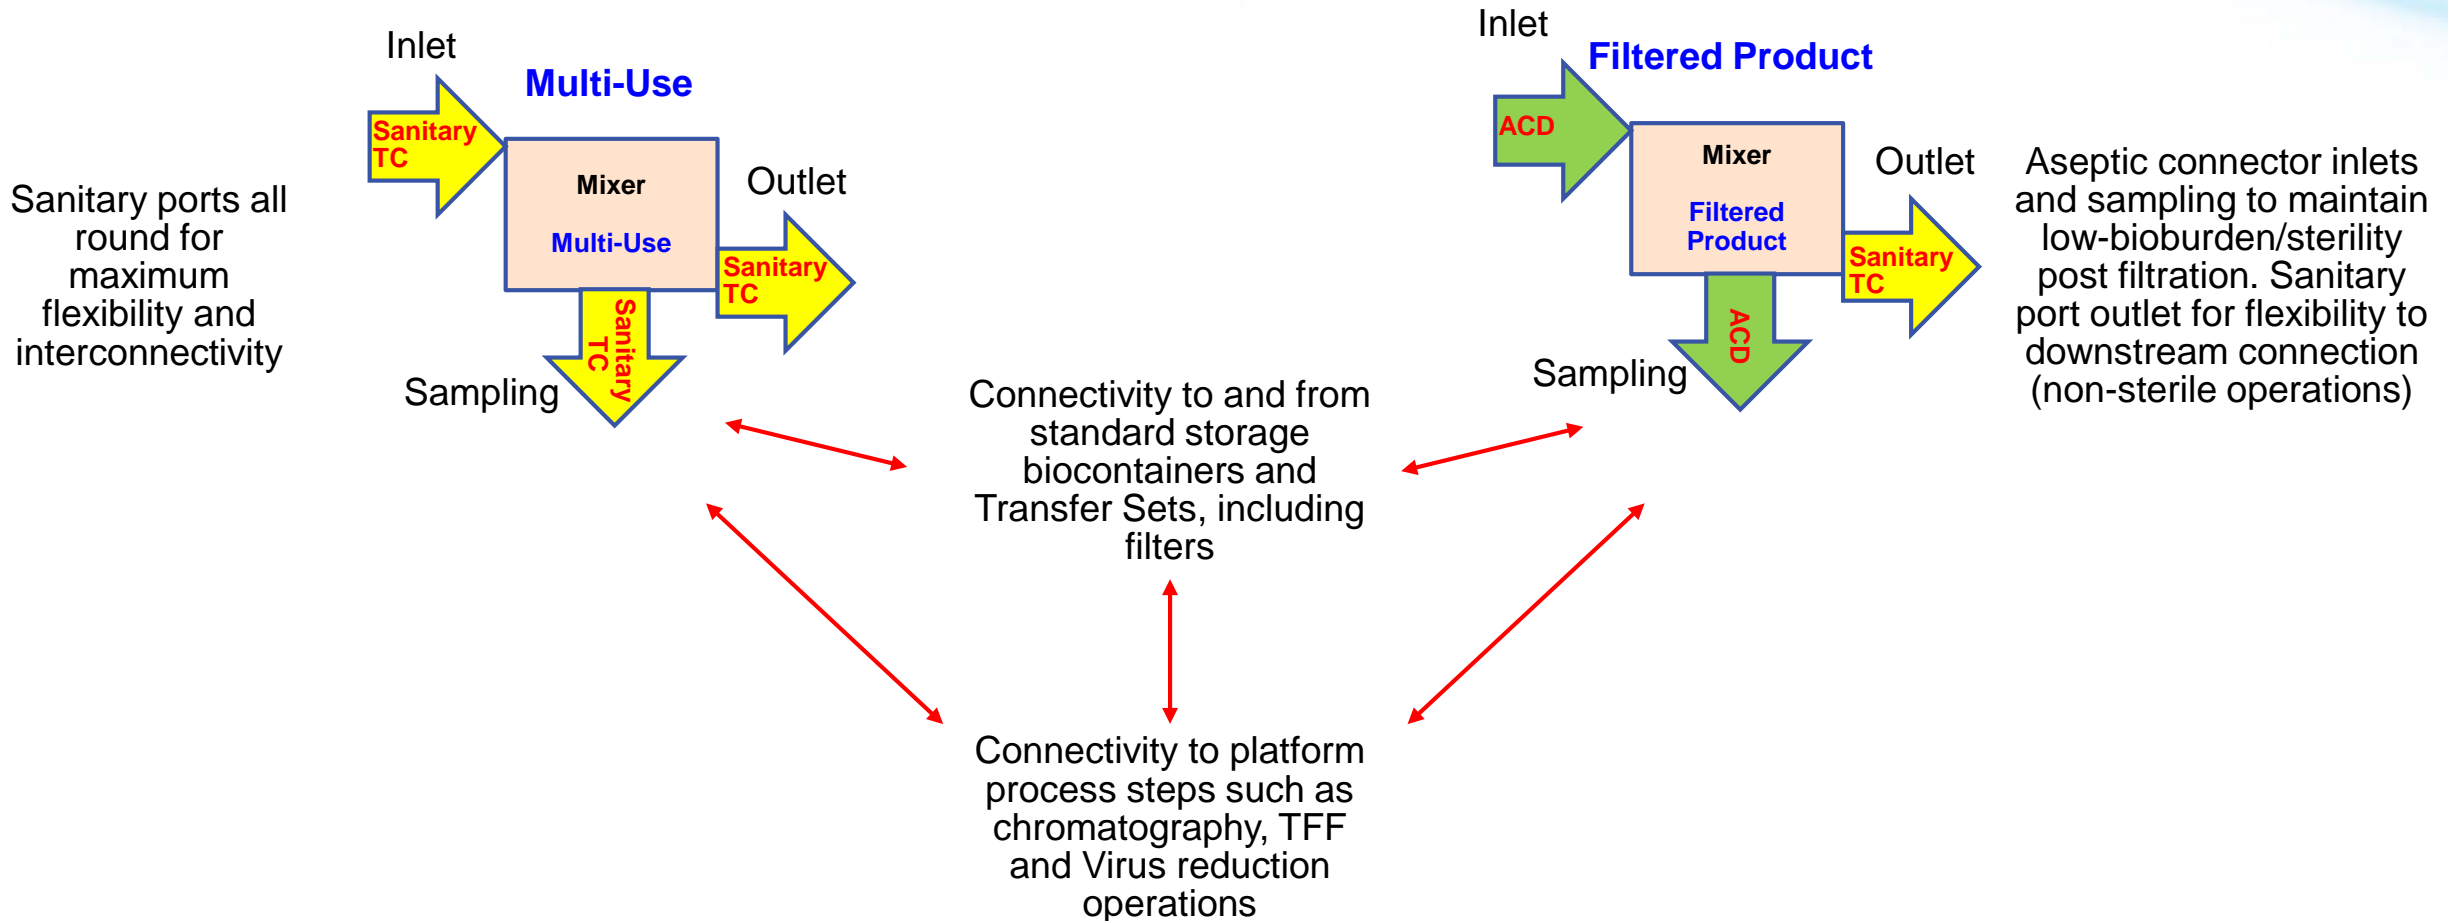 Inlet
Multi-Use
Sanitary
TC
Mixer
Multi-Use
Outlet
Sanitary
TC
Sanitary
TC
Sampling
Sanitary ports all
round for
maximum
flexibility and
interconnectivity
Inlet
Filtered Product
ACD
Mixer
Filtered
Product
Outlet
Sanitary
TC
ACD
Sampling
Aseptic connector inlets
and sampling to maintain
low-bioburden/sterility
post filtration. Sanitary
port outlet for flexibility to
downstream connection
(non-sterile operations)
Connectivity to and from
standard storage
biocontainers and
Transfer Sets, including
filters
Connectivity to platform
process steps such as
chromatography, TFF
and Virus reduction
operations